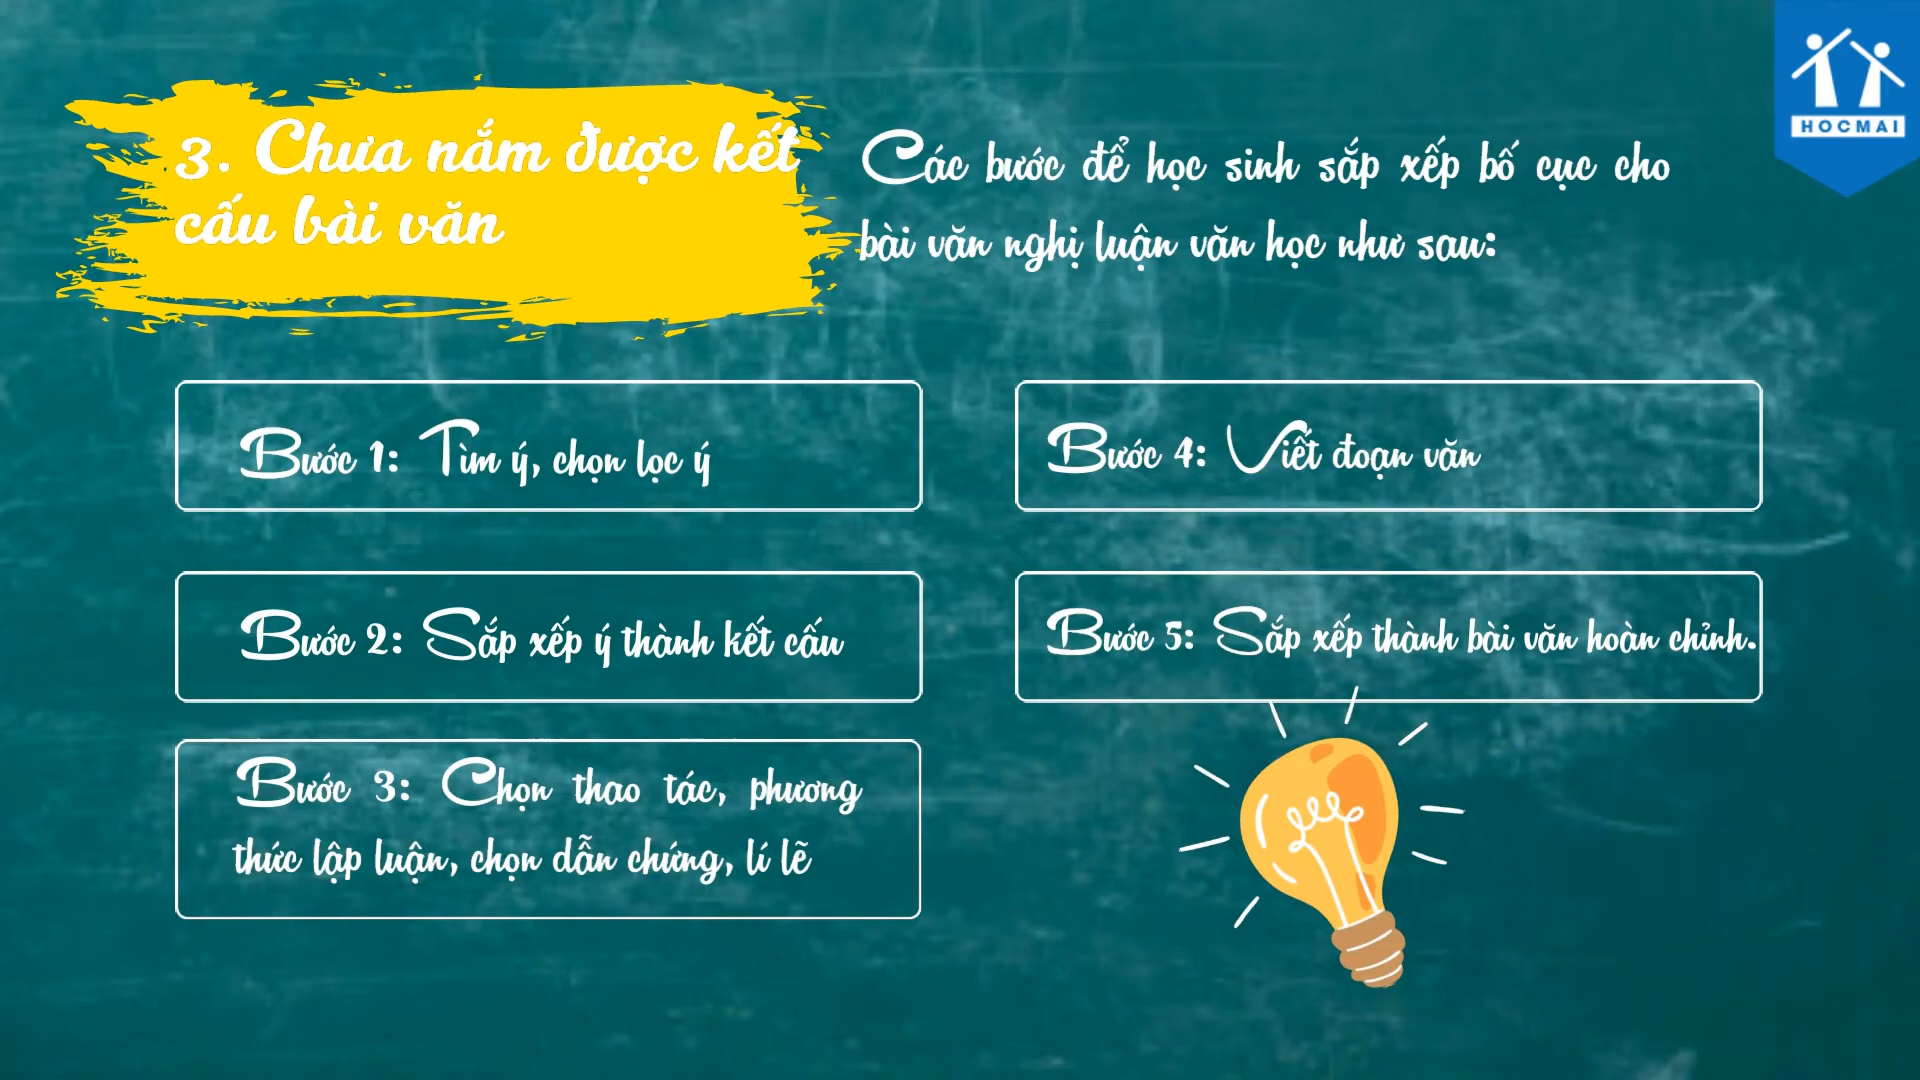 3. Chưa nắm được kết
cấu bài văn
Các bước để học sinh sắp xếp bố cục cho
bài văn nghị luận văn học như sau:
HOCMAI
Bước 1: Tìm ý, chọn lọc ý
Bước 2: Sắp xếp ý thành kết cấu
Bước 3: Chọn thao tác, phương
thức lập luận, chọn dẫn chứng, lí lẽ
Bước 4: Viết đoạn văn
Bước 5: Sắp xếp thành bài văn hoàn chỉnh.